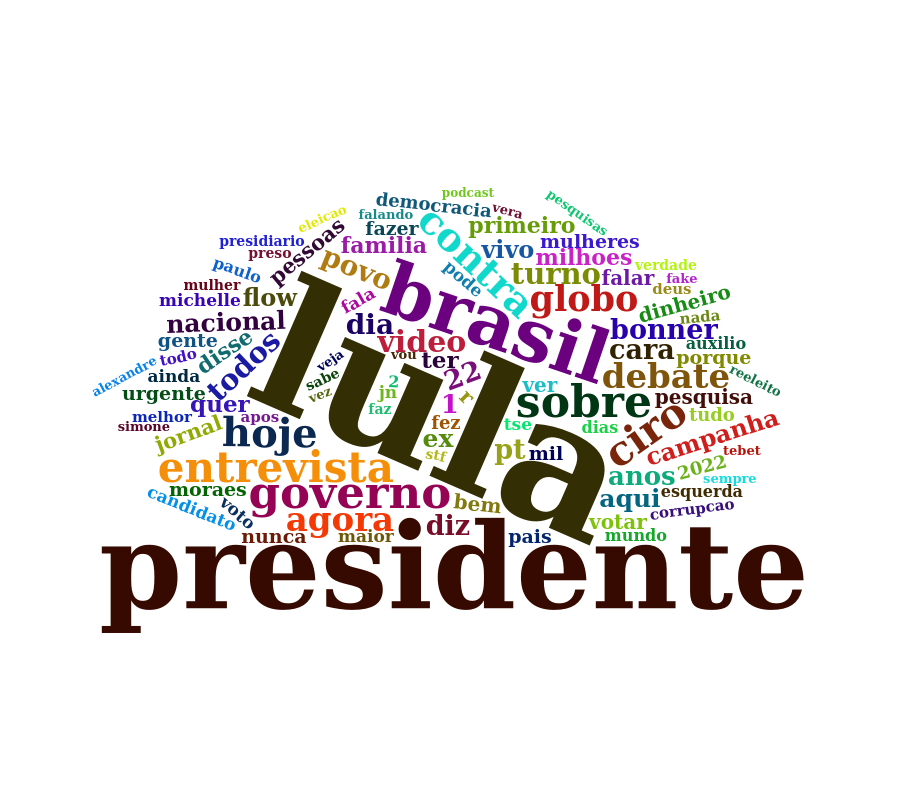 podcast
pesquisas
democracia
vera
eleicao
falando
contra
primeiro
fazer
presidiario
familia
vivo
mulheres
preso
pessoas
povo
milhoes
verdade
paulo
pode
turno
falar
fake
mulher
brasil
deus
michelle
flow
fala
globo
dinheiro
nada
nacional
dia
bonner
gente
disse
video
auxilio
todo
todos
lula
cara
porque
alexandre
ainda
veja
vou
ter
debate
reeleito
sabe
22
ver
urgente
vez
2
jn
r
pesquisa
quer
faz
1
sobre
melhor
apos
ciro
tudo
simone
jornal
hoje
fez
tse
dias
campanha
ex
pt
mil
tebet
entrevista
stf
anos
2022
sempre
moraes
governo
esquerda
candidato
voto
bem
aqui
corrupcao
agora
diz
votar
nunca
maior
pais
mundo
presidente